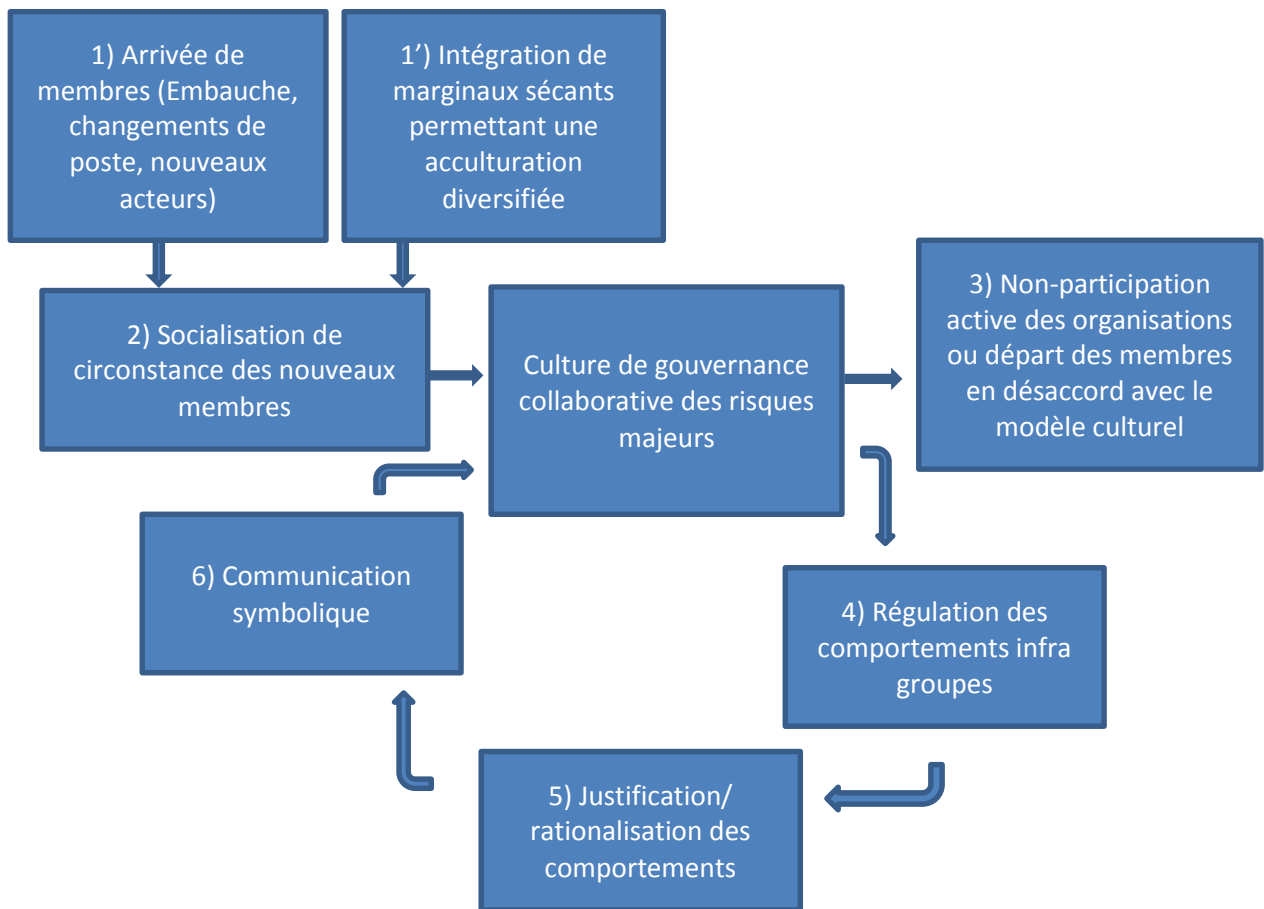 1) Arrivée de
membres (Embauche,
changements de
poste, nouveaux
acteurs)
1’) Intégration de
marginaux sécants
permettant une
acculturation
diversifiée
2) Socialisation de
circonstance des nouveaux
membres
Culture de gouvernance
collaborative des risques
majeurs
3) Non-participation
active des organisations
ou départ des membres
en désaccord avec le
modèle culturel
4) Régulation des
comportements infra
groupes
5) Justification/
rationalisation des
comportements
6) Communication
symbolique